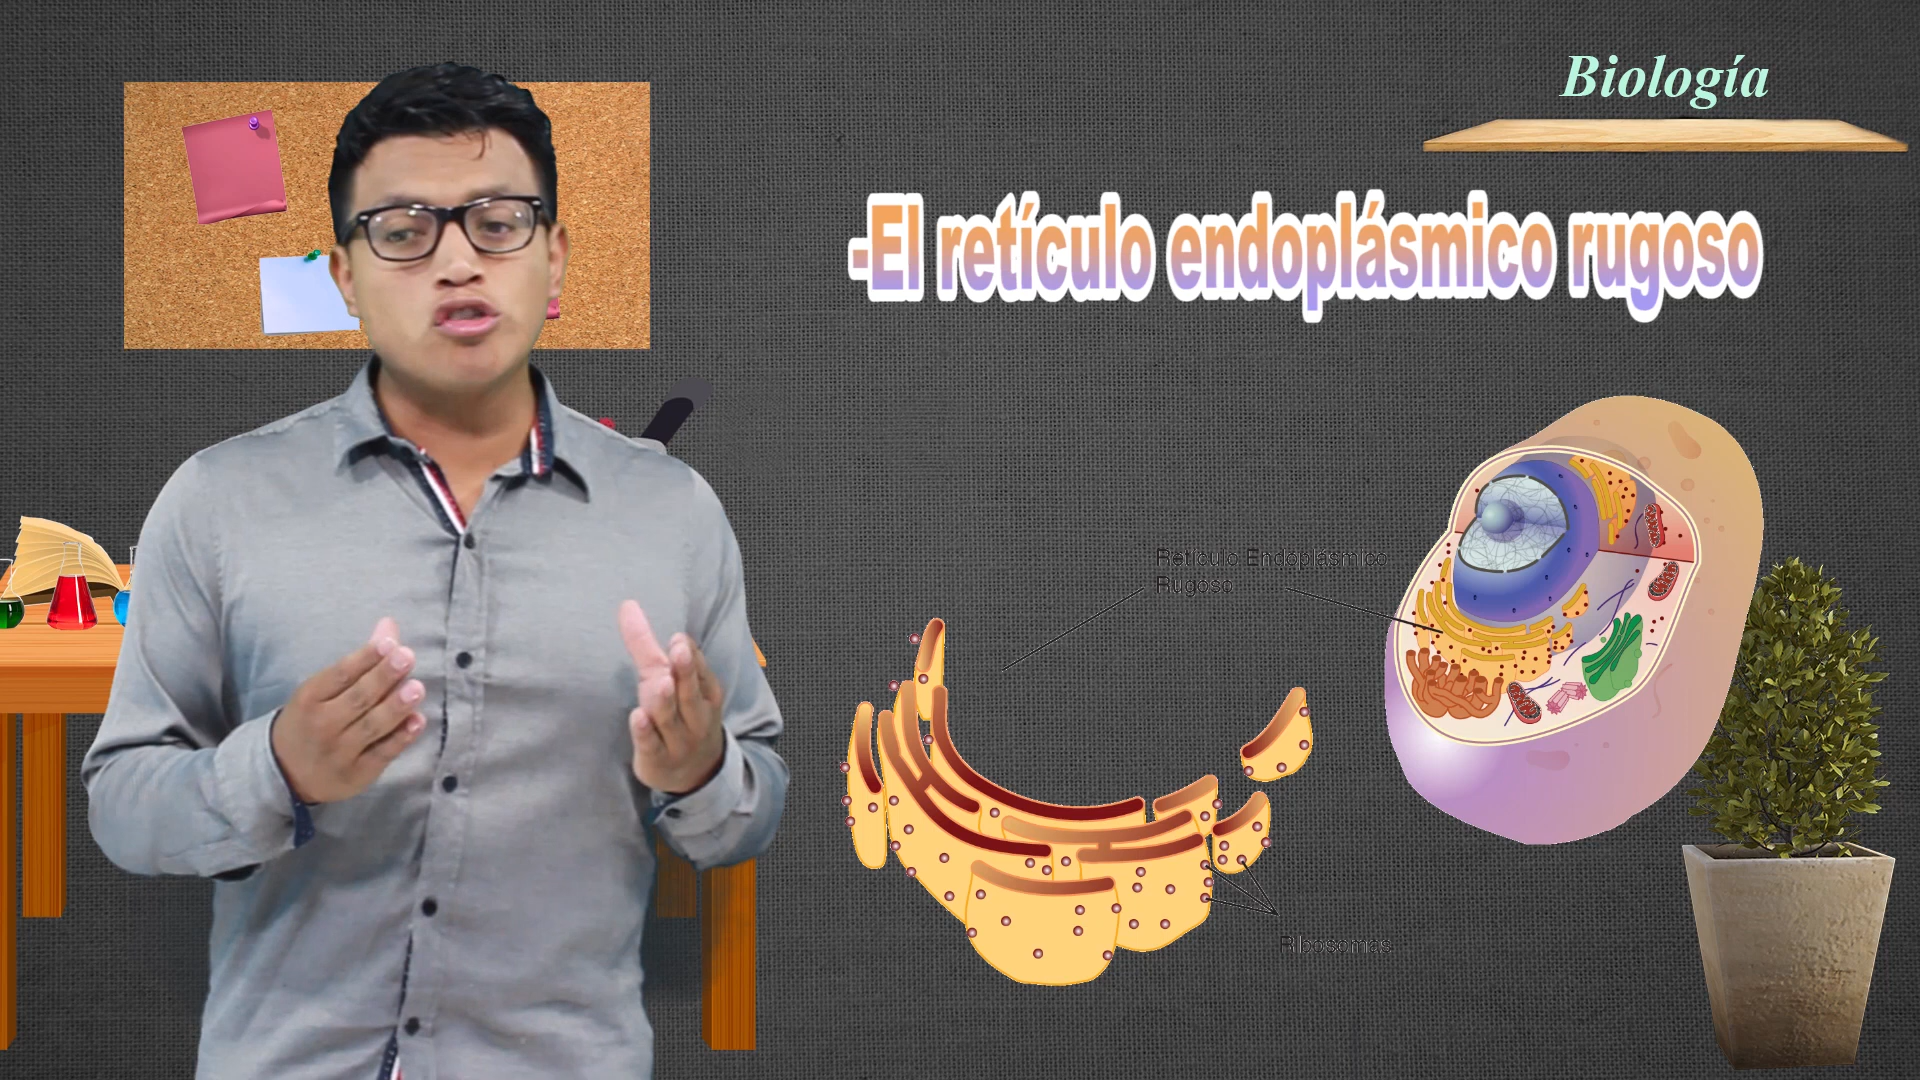 Biología
-El retículo endoplásmico rugoso
Retículo Endoplásmico
Rugoso
Ribosomas